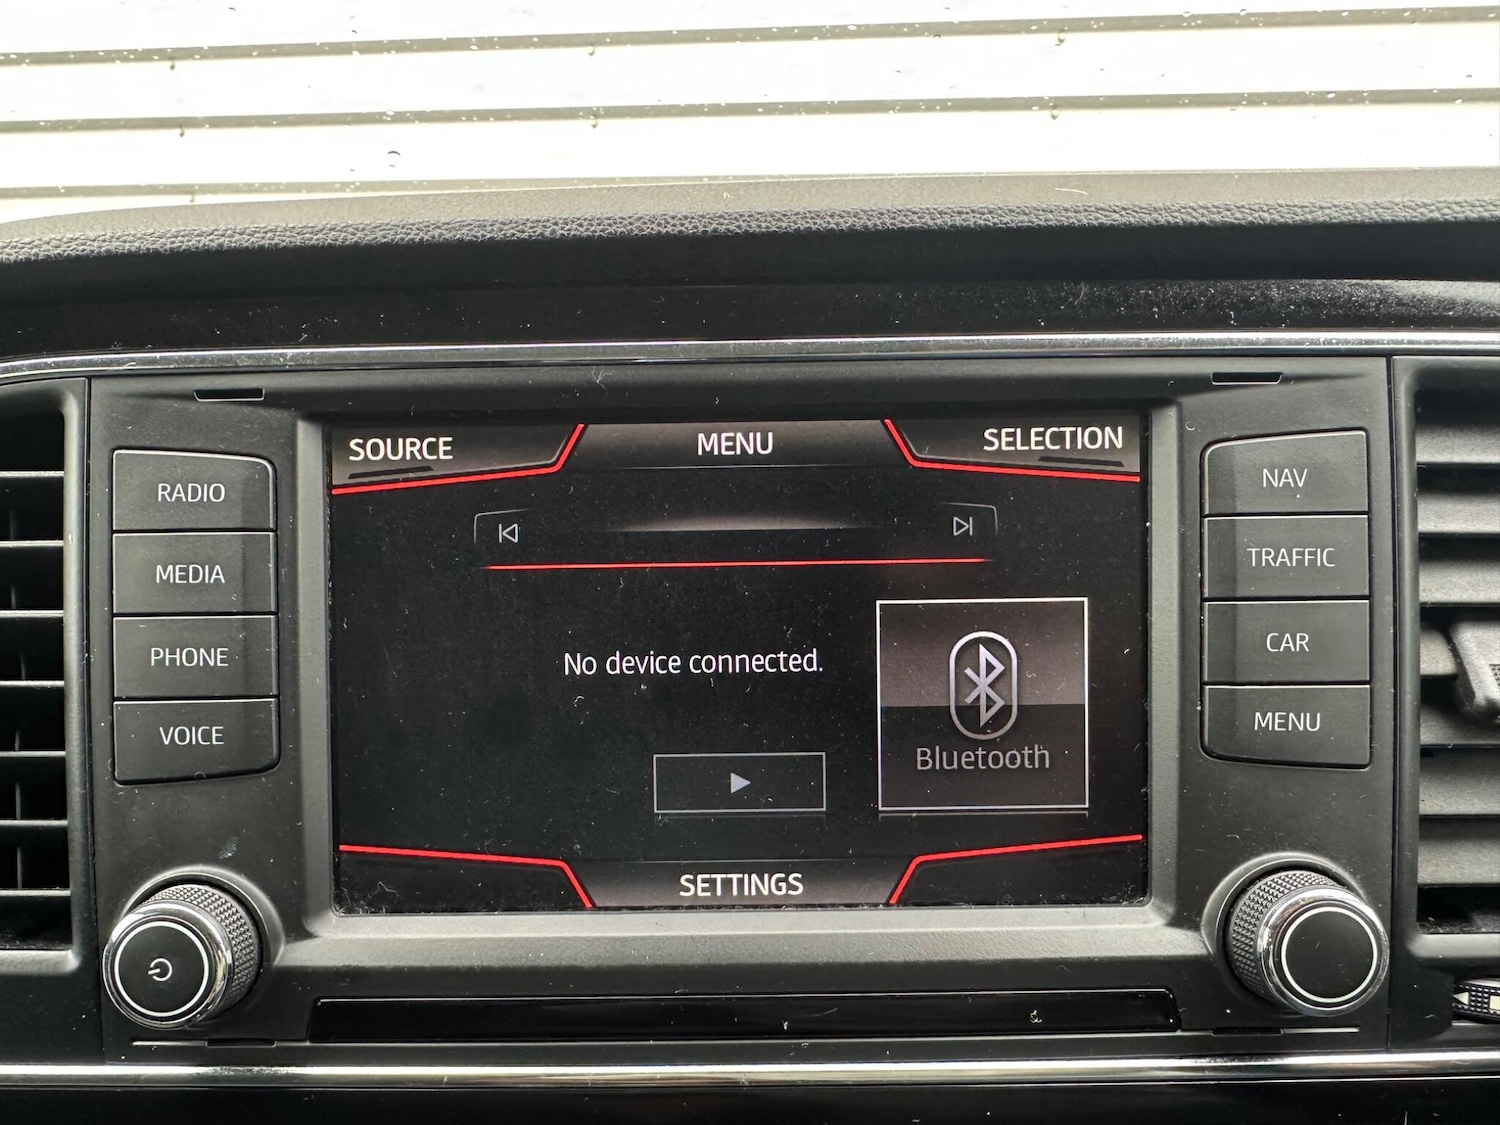 SOURCE
MENU
SELECTION
RADIO
MEDIA
PHONE
VOICE
No device connected.
Bluetooth
SETTINGS
NAV
TRAFFIC
CAR
MENU